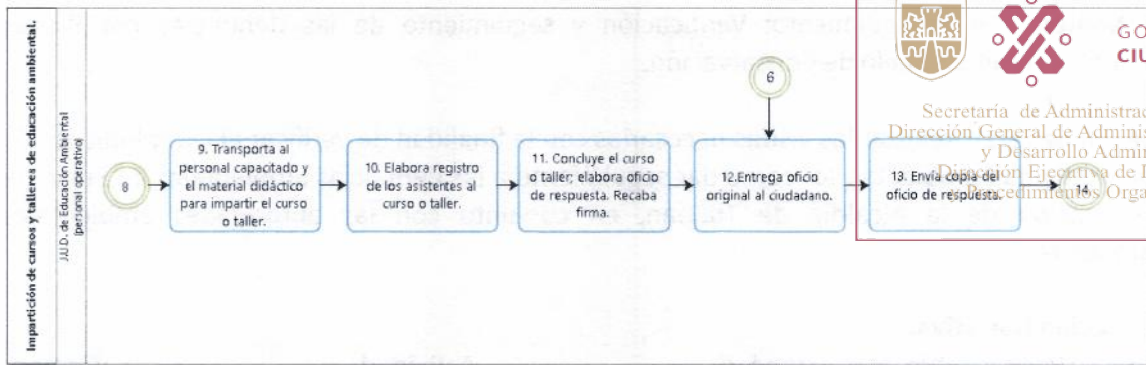 Impartición de cursos y talleres de educación ambiental.
J.U.D. de Educación Ambiental
(personal operativo)
8
9. Transporta al
personal capacitado y
el material didáctico
para impartir el curso
o taller.
10. Elabora registro
de los asistentes al
curso o taller.
11. Concluye el curso
o taller; elabora oficio
de respuesta. Recaba
firma.
6
12.Entrega oficio
original al ciudadano.
13. Envía copia del
oficio de respuesta.
14
GO
CIU
Secretaría de Administrac
Dirección General de Adminis
y Desarrollo Admin
Dirección Ejecutiva de D
y Procedimientos Orga